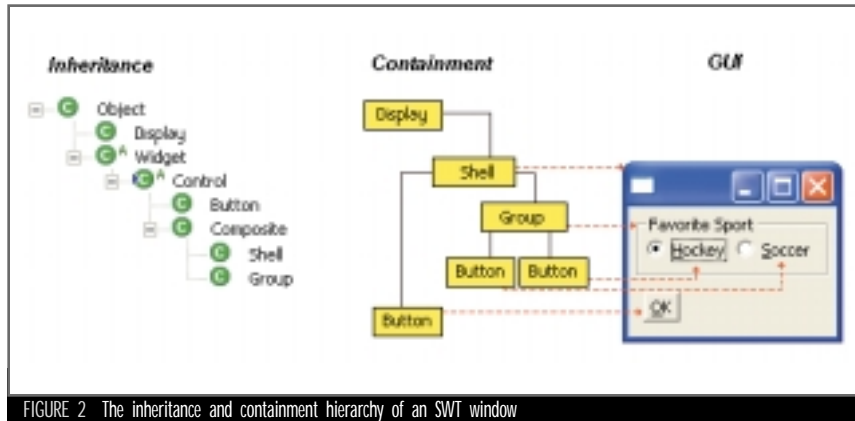 Inheritance
Object
Display
A Widget
A Control
Button
Composite
Shell
Group
Containment
Display
Shell
Group
Button Button
Button
GUI
Favorite Sport
Hockey Soccer
OK
FIGURE 2 The inheritance and containment hierarchy of an SWT window